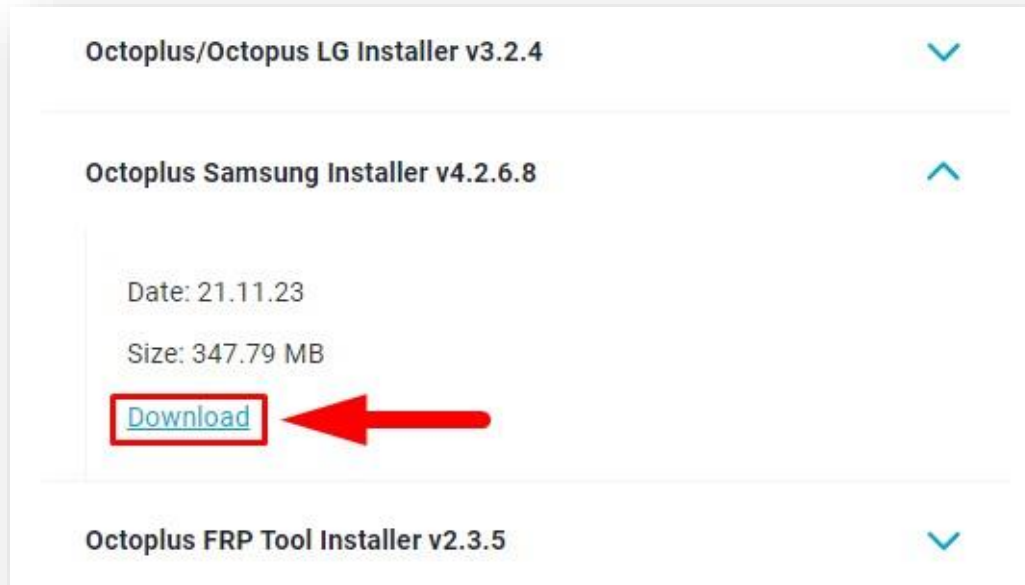 Octoplus/Octopus LG Installer v3.2.4
Octoplus Samsung Installer v4.2.6.8
Date: 21.11.23
Size: 347.79 MB
Download
Octoplus FRP Tool Installer v2.3.5